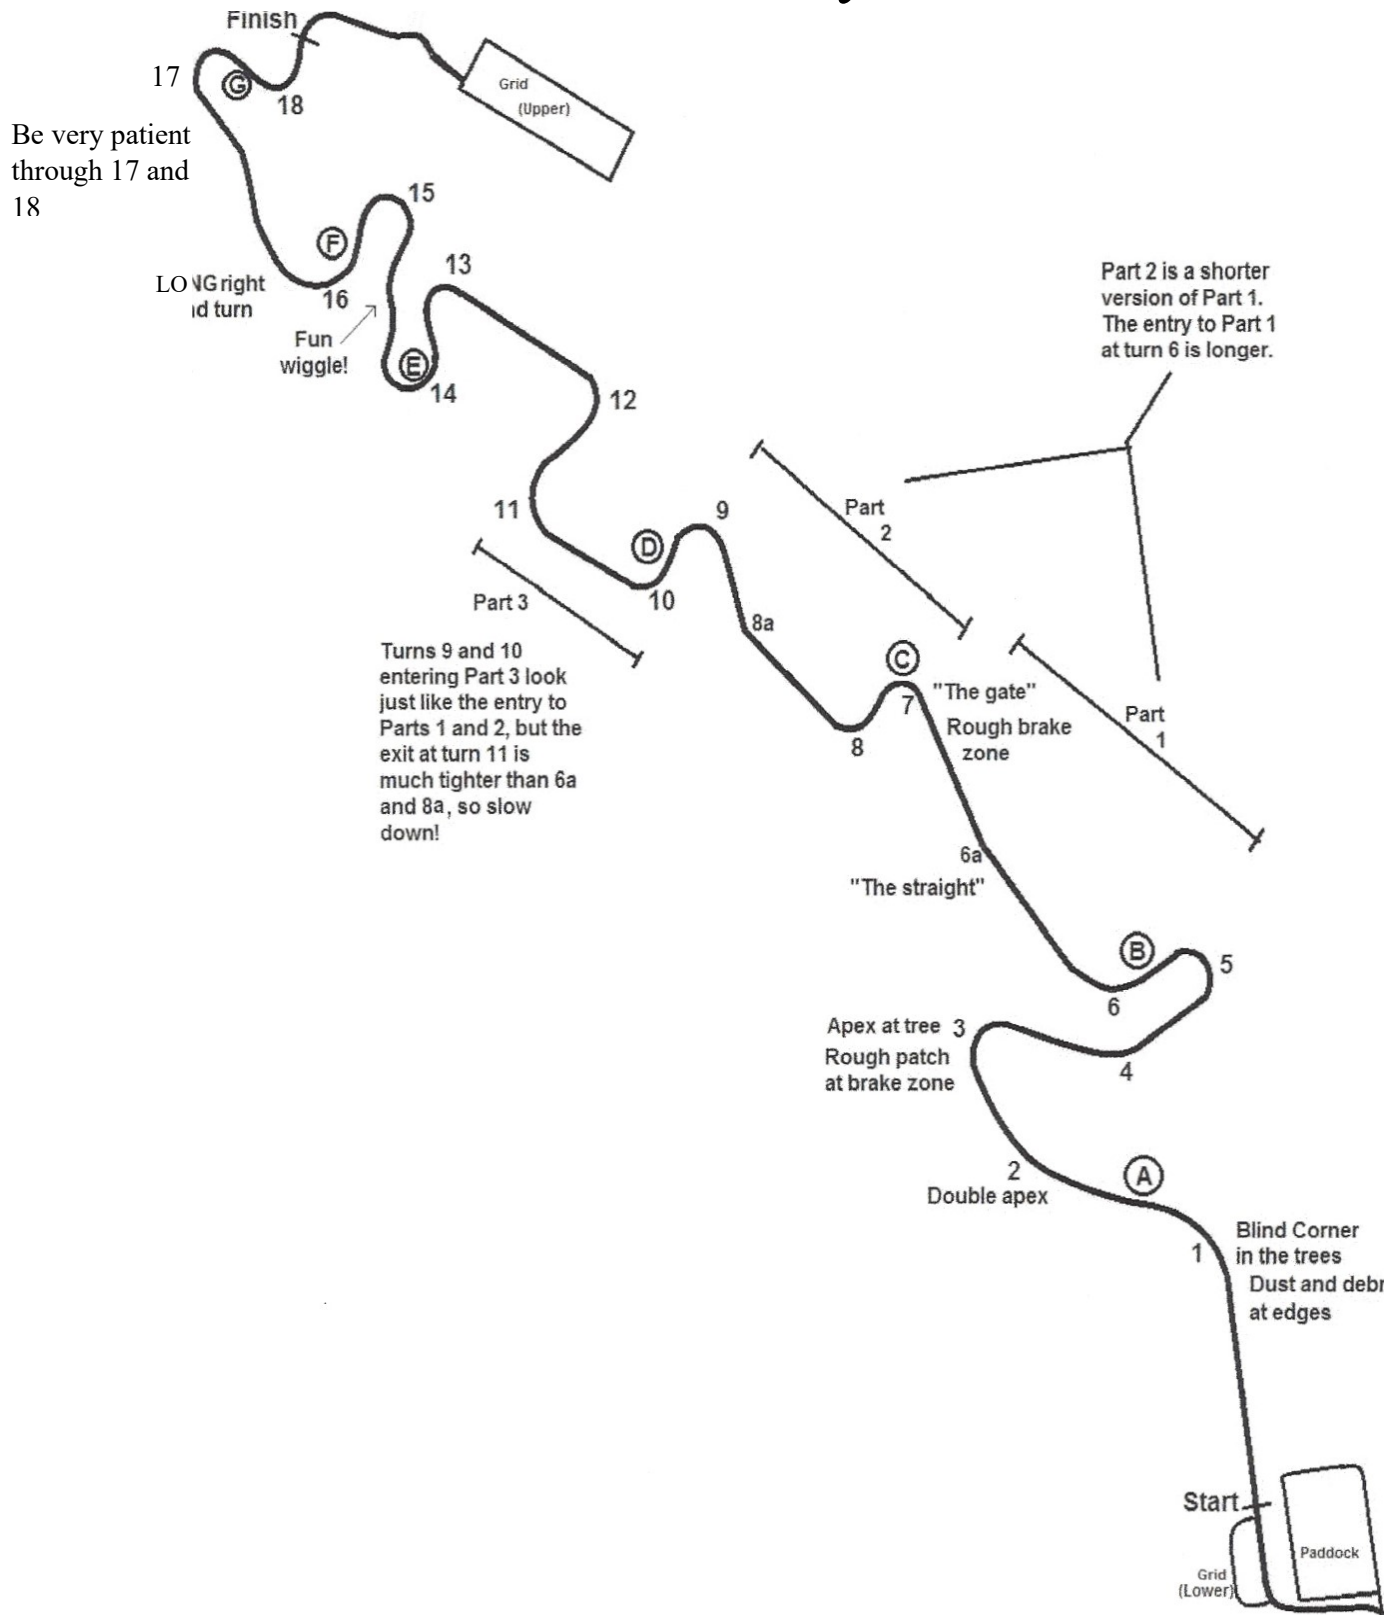 Finish
17
G
18
Grid
(Upper)
Be very patient
through 17 and
18
15
F
13
LONG right
nd turn
16
Fun
wiggle!
E
14
12
Part 2 is a shorter
version of Part 1.
The entry to Part 1
at turn 6 is longer.
11
9
Part
2
D
10
Part 3
8a
Turns 9 and 10
entering Part 3 look
just like the entry to
Parts 1 and 2, but the
exit at turn 11 is
much tighter than 6a
and 8a, so slow
down!
C
"The gate"
7
8
Rough brake
zone
Part
1
6a
"The straight"
B
5
6
Apex at tree 3
Rough patch
at brake zone
4
2
Double apex
A
1
Blind Corner
in the trees
Dust and debr
at edges
Start
Paddock
Grid
(Lower)